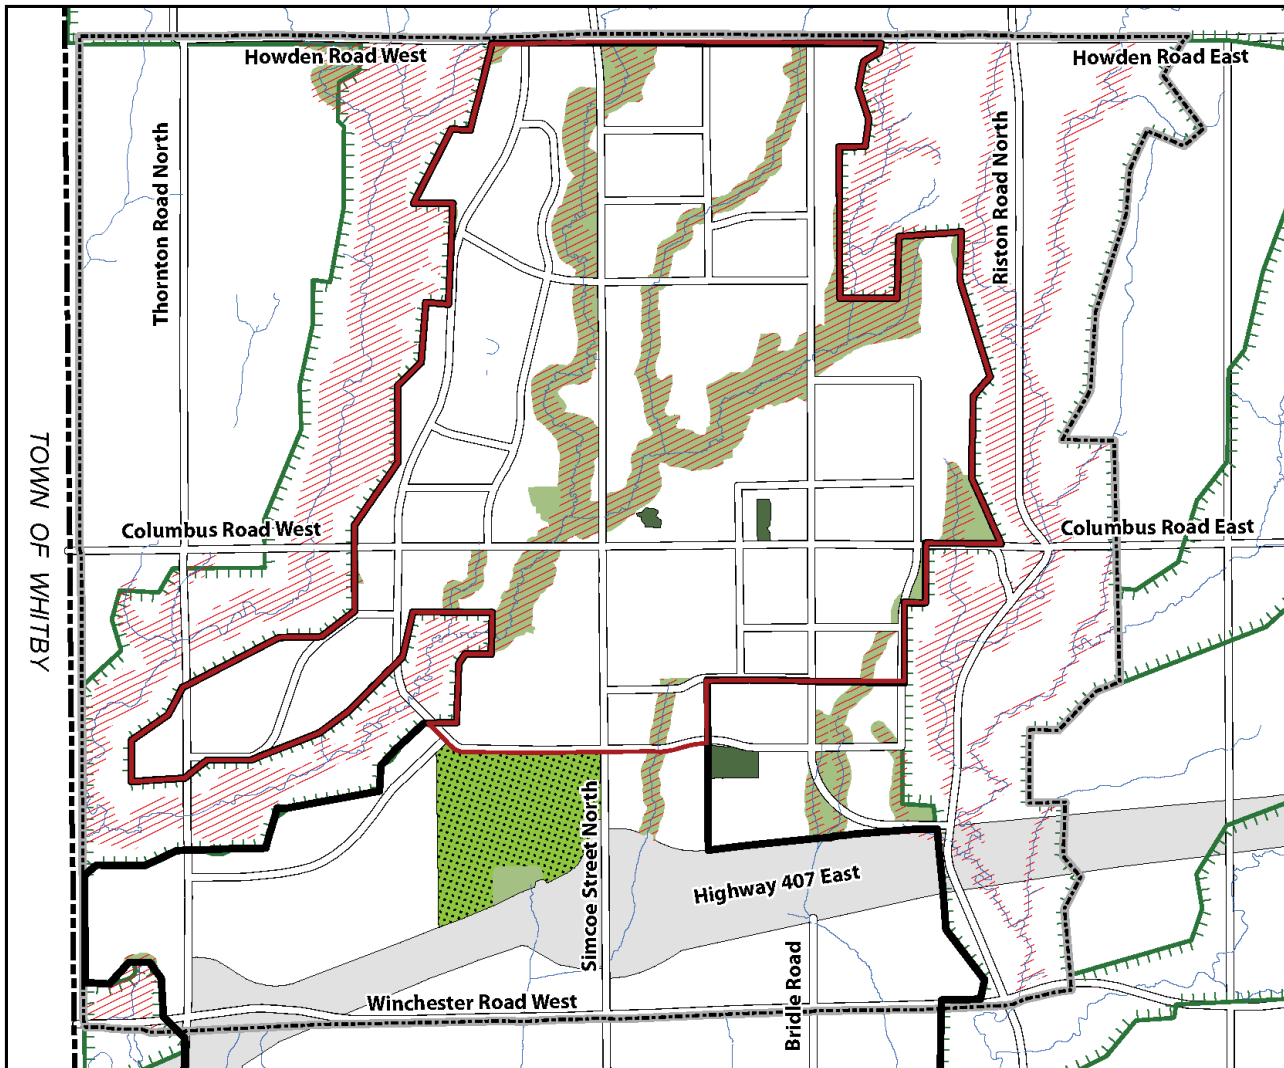 Howden Road West
Howden Road East
Thornton Road North
Riston Road North
TOWN OF WHITBY
Columbus Road West
Columbus Road East
Simcoe Street North
Highway 407 East
Bridle Road
Winchester Road West